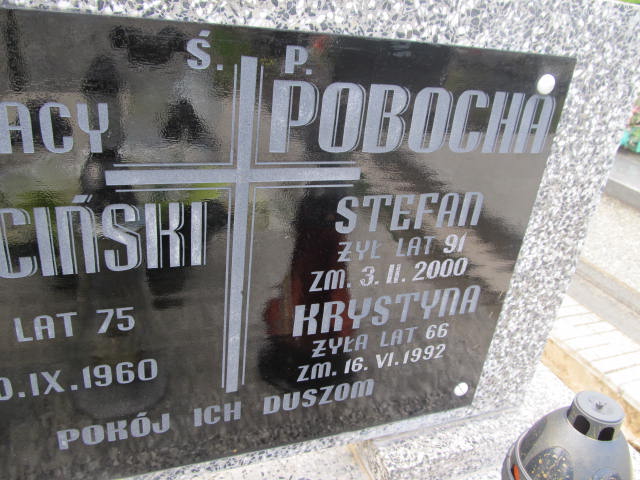 Ś. P.
ACY
CIŃSKI
LAT 75
0.IX.1960
POBOCHA
STEFAN
ŻYŁ LAT 91
ZM. 3. II. 2000
KRYSTYNA
ŻYŁA LAT 66
ZM. 16. VI. 1992
POKÓJ ICH DUSZOM